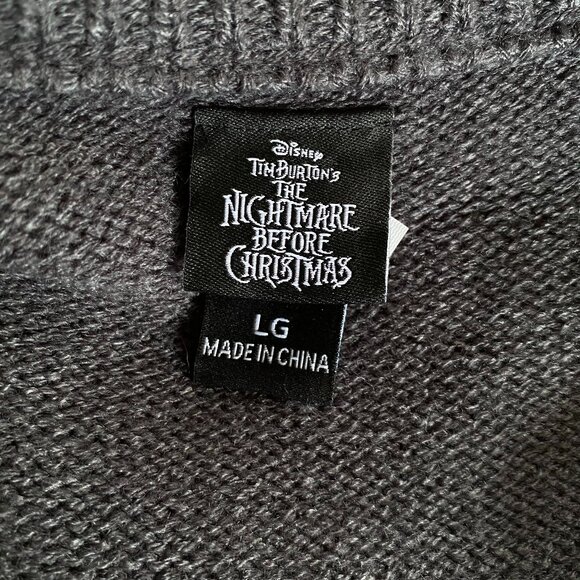 Disney
Tim Burton's
The
Nightmare
Before
Christmas
LG
MADE IN CHINA